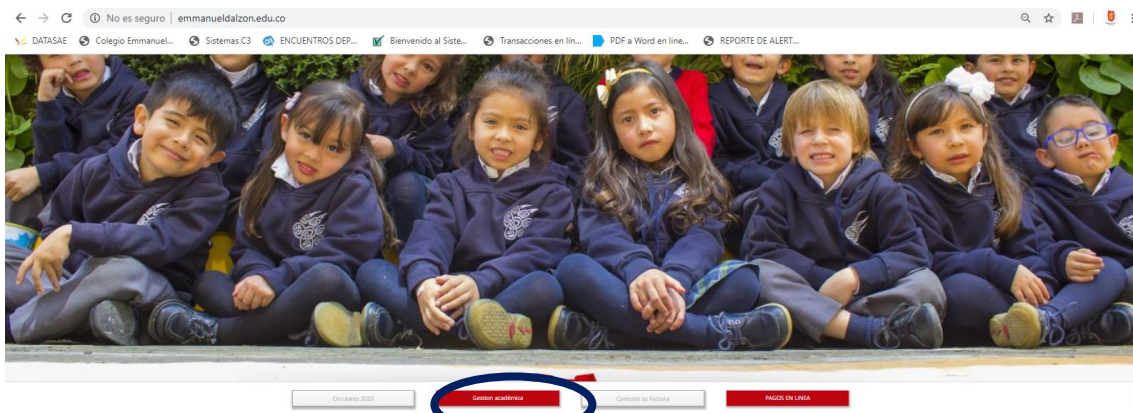 No es seguro | emmanueldalzon.edu.co
DATASAE Colegio Emmanuel... Sistemas C3 ENCUENTROS DEP... Bienvenido al Siste... Transacciones en lín... PDF a Word en line... REPORTE DE ALERT...
Circulares 2020 Gestion académica Consulte su Factura PAGOS EN LINEA